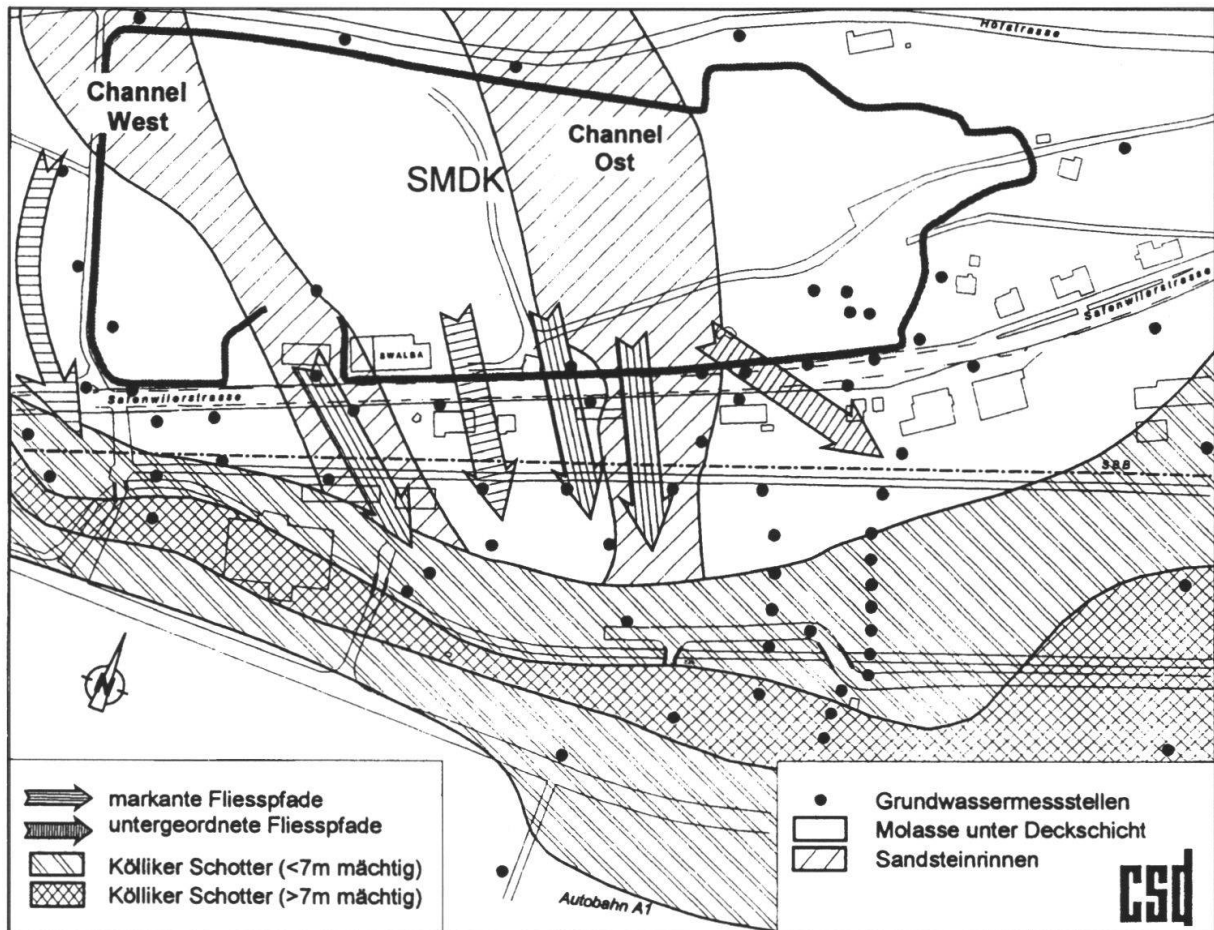 Hofstrasse
Channel
West
Channel
Ost
SMDK
SWALBA
Safenwilerstrasse
Safenwilerstrasse
SBB
N
markante Fliesspfade
untergeordnete Fliesspfade
Kölliker Schotter (<7m mächtig)
Kölliker Schotter (>7m mächtig)
Autobahn A1
Grundwassermessstellen
Molasse unter Deckschicht
Sandsteinrinnen
csd